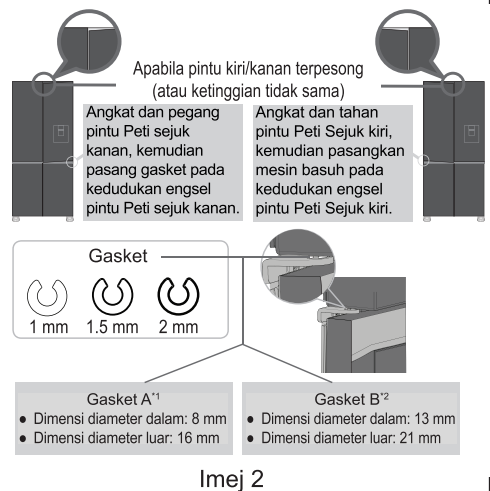 Apabila pintu kiri/kanan terpesong
(atau ketinggian tidak sama)
Angkat dan pegang
pintu Peti sejuk
kanan, kemudian
pasang gasket pada
kedudukan engsel
pintu Peti sejuk kanan.
Angkat dan tahan
pintu Peti Sejuk kiri,
kemudian pasangkan
mesin basuh pada
kedudukan engsel
pintu Peti Sejuk kiri.
Gasket
1 mm 1.5 mm 2 mm
Gasket A*1
● Dimensi diameter dalam: 8 mm
● Dimensi diameter luar: 16 mm
Gasket B*2
● Dimensi diameter dalam: 13 mm
● Dimensi diameter luar: 21 mm
Imej 2